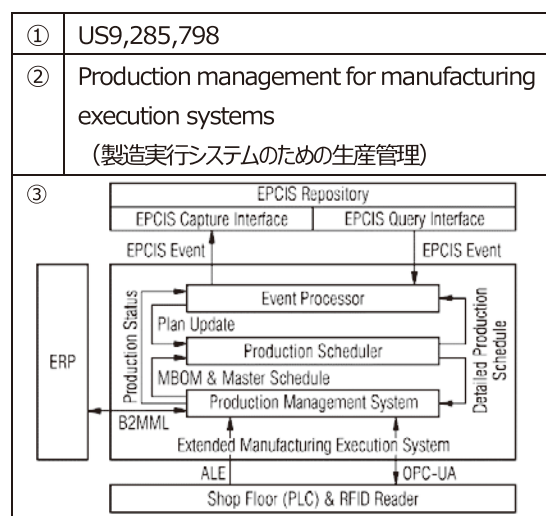 ① US9,285,798
② Production management for manufacturing
execution systems
（製造実行システムのための生産管理）
③
EPCIS Repository
EPCIS Capture Interface EPCIS Query Interface
EPCIS Event EPCIS Event
Event Processor
Production Status
Plan Update
Detailed Production
Schedule
Production Scheduler
ERP
MBOM & Master Schedule
Production Management System
B2MML
Extended Manufacturing Execution System
ALE OPC-UA
Shop Floor (PLC) & RFID Reader